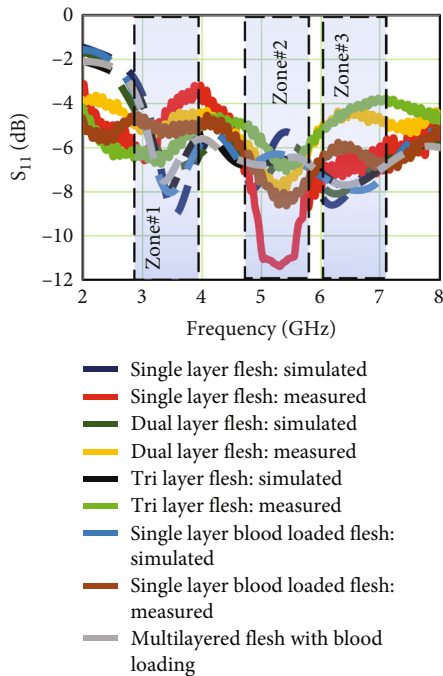 0
−2
−4
−6
−8
−10
−12
S11 (dB)
Zone#1
Zone#2
Zone#3
2 3 4 5 6 7 8
Frequency (GHz)
Single layer flesh: simulated
Single layer flesh: measured
Dual layer flesh: simulated
Dual layer flesh: measured
Tri layer flesh: simulated
Tri layer flesh: measured
Single layer blood loaded flesh:
simulated
Single layer blood loaded flesh:
measured
Multilayered flesh with blood
loading